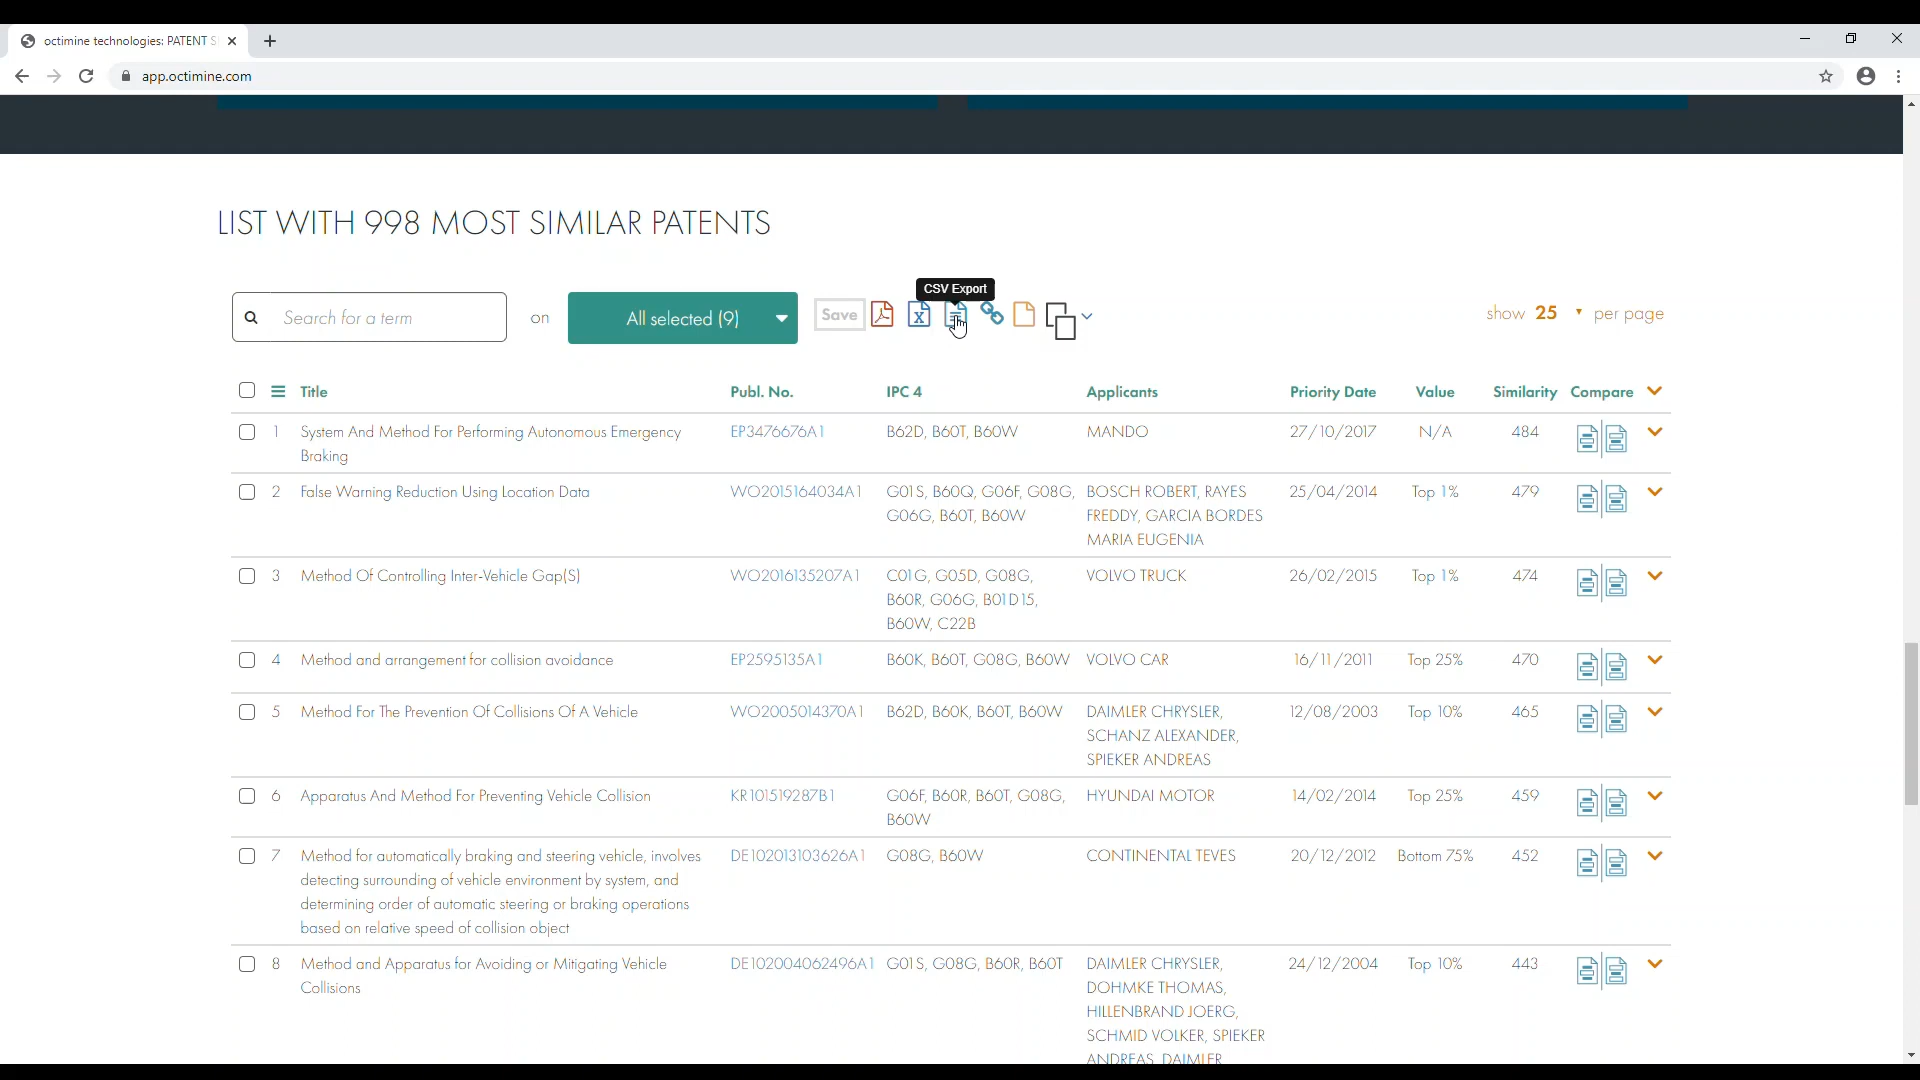 octimine technologies: PATENT S
app.octimine.com
LIST WITH 998 MOST SIMILAR PATENTS
CSV Export
Search for a term on All selected (9) Save show 25 per page
Title Publ. No. IPC 4 Applicants Priority Date Value Similarity Compare
1 System And Method For Performing Autonomous Emergency EP3476676A1 B62D, B60T, B60W MANDO 27/10/2017 N/A 484
Braking
2 False Warning Reduction Using Location Data WO2015164034A1 G01S, B60Q, G06F, G08G, BOSCH ROBERT, RAYES 25/04/2014 Top 1% 479
G06G, B60T, B60W FREDDY, GARCIA BORDES
MARIA EUGENIA
3 Method Of Controlling Inter-Vehicle Gap(S) WO2016135207A1 C01G, G05D, G08G, VOLVO TRUCK 26/02/2015 Top 1% 474
B60R, G06G, B01D15,
B60W, C22B
4 Method and arrangement for collision avoidance EP2595135A1 B60K, B60T, G08G, B60W VOLVO CAR 16/11/2011 Top 25% 470
5 Method For The Prevention Of Collisions Of A Vehicle WO2005014370A1 B62D, B60K, B60T, B60W DAIMLER CHRYSLER, 12/08/2003 Top 10% 465
SCHANZ ALEXANDER,
SPIEKER ANDREAS
6 Apparatus And Method For Preventing Vehicle Collision KR101519287B1 G06F, B60R, B60T, G08G, HYUNDAI MOTOR 14/02/2014 Top 25% 459
B60W
7 Method for automatically braking and steering vehicle, involves DE102013103626A1 G08G, B60W CONTINENTAL TEVES 20/12/2012 Bottom 75% 452
detecting surrounding of vehicle environment by system, and
determining order of automatic steering or braking operations
based on relative speed of collision object
8 Method and Apparatus for Avoiding or Mitigating Vehicle DE102004062496A1 G01S, G08G, B60R, B60T DAIMLER CHRYSLER, 24/12/2004 Top 10% 443
Collisions DOHMKE THOMAS,
HILLENBRAND JOERG,
SCHMID VOLKER, SPIEKER
ANDREAS, DAIMLER